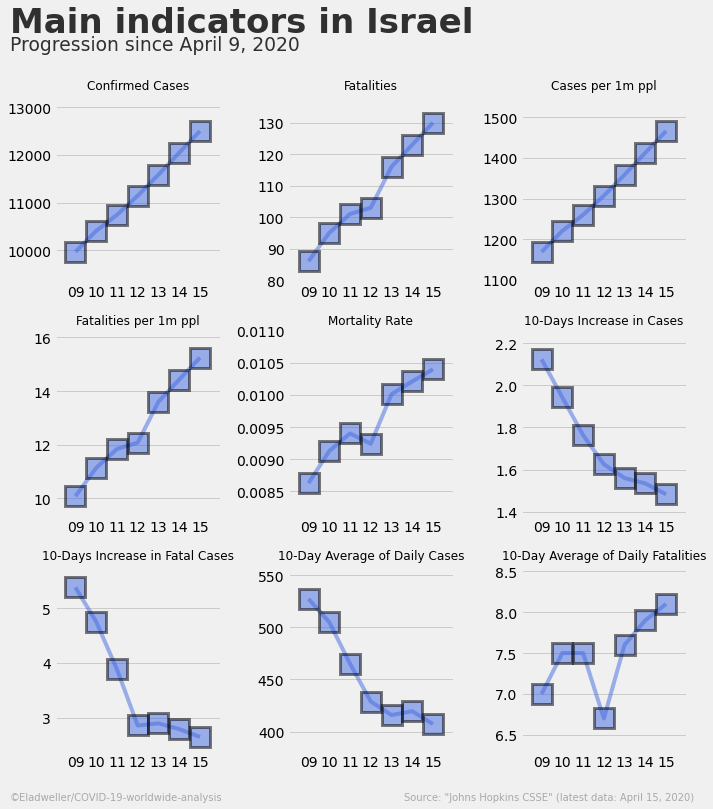 Main indicators in Israel
Progression since April 9, 2020
Confirmed Cases
13000
12000
11000
10000
09 10 11 12 13 14 15
Fatalities
130
120
110
100
90
80
09 10 11 12 13 14 15
Cases per 1m ppl
1500
1400
1300
1200
1100
09 10 11 12 13 14 15
Fatalities per 1m ppl
16
14
12
10
09 10 11 12 13 14 15
Mortality Rate
0.0110
0.0105
0.0100
0.0095
0.0090
0.0085
09 10 11 12 13 14 15
10-Days Increase in Cases
2.2
2.0
1.8
1.6
1.4
09 10 11 12 13 14 15
10-Days Increase in Fatal Cases
5
4
3
09 10 11 12 13 14 15
10-Day Average of Daily Cases
550
500
450
400
09 10 11 12 13 14 15
10-Day Average of Daily Fatalities
8.5
8.0
7.5
7.0
6.5
09 10 11 12 13 14 15
©Eladweller/COVID-19-worldwide-analysis
Source: "Johns Hopkins CSSE" (latest data: April 15, 2020)